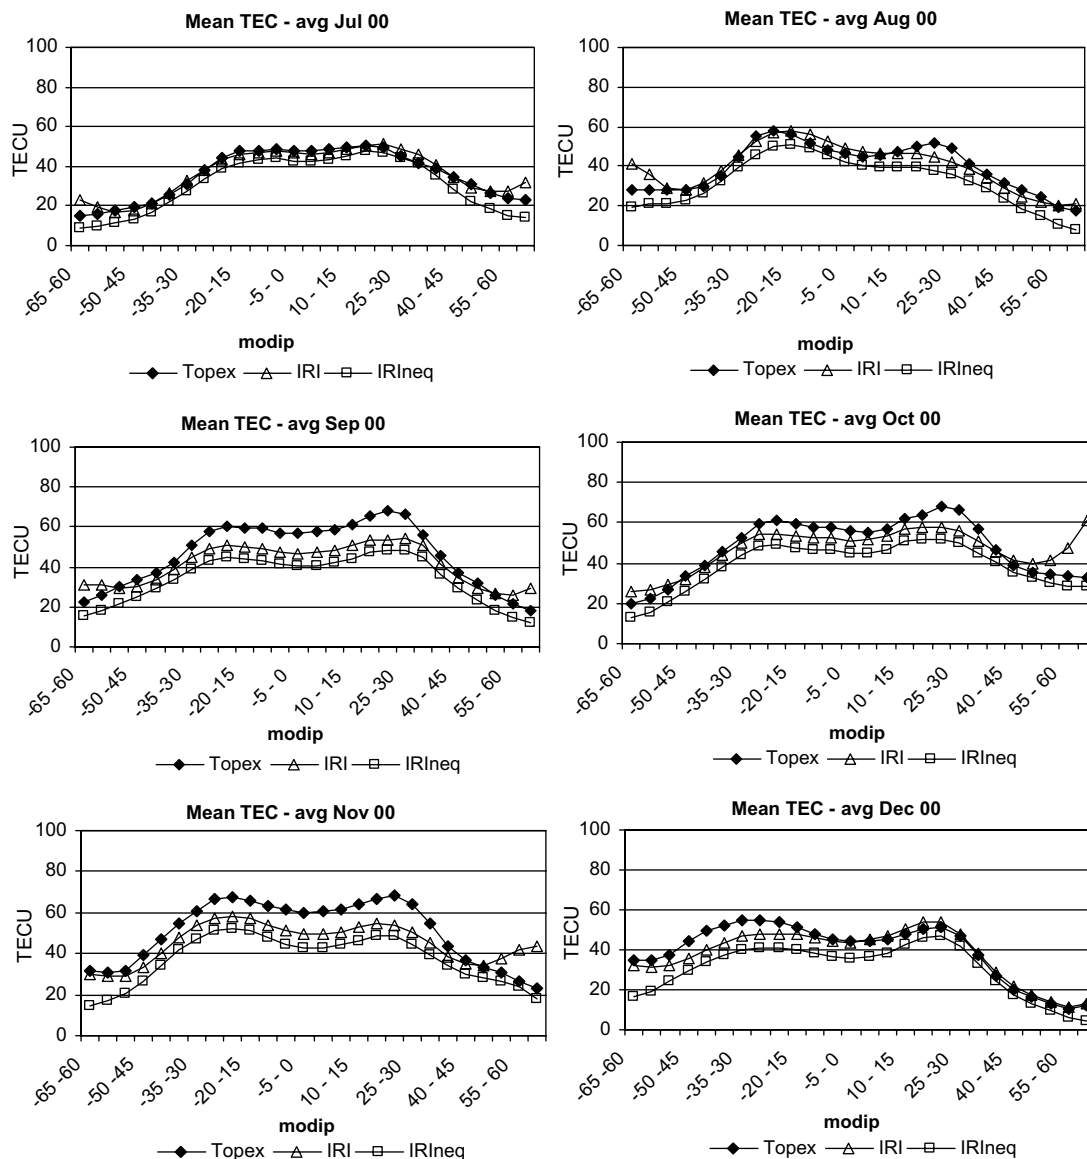 Mean TEC - avg Jul 00
100
80
60
40
20
0
TECU
-65 -60
-50 -45
-35 -30
-20 -15
-5 - 0
10 - 15
25 -30
40 - 45
55 - 60
modip
Topex IRI IRIneq
Mean TEC - avg Aug 00
100
80
60
40
20
0
TECU
-65 -60
-50 -45
-35 -30
-20 -15
-5 - 0
10 - 15
25 -30
40 - 45
55 - 60
modip
Topex IRI IRIneq
Mean TEC - avg Sep 00
100
80
60
40
20
0
TECU
-65 -60
-50 -45
-35 -30
-20 -15
-5 - 0
10 - 15
25 -30
40 - 45
55 - 60
modip
Topex IRI IRIneq
Mean TEC - avg Oct 00
100
80
60
40
20
0
TECU
-65 -60
-50 -45
-35 -30
-20 -15
-5 - 0
10 - 15
25 -30
40 - 45
55 - 60
modip
Topex IRI IRIneq
Mean TEC - avg Nov 00
100
80
60
40
20
0
TECU
-65 -60
-50 -45
-35 -30
-20 -15
-5 - 0
10 - 15
25 -30
40 - 45
55 - 60
modip
Topex IRI IRIneq
Mean TEC - avg Dec 00
100
80
60
40
20
0
TECU
-65 -60
-50 -45
-35 -30
-20 -15
-5 - 0
10 - 15
25 -30
40 - 45
55 - 60
modip
Topex IRI IRIneq